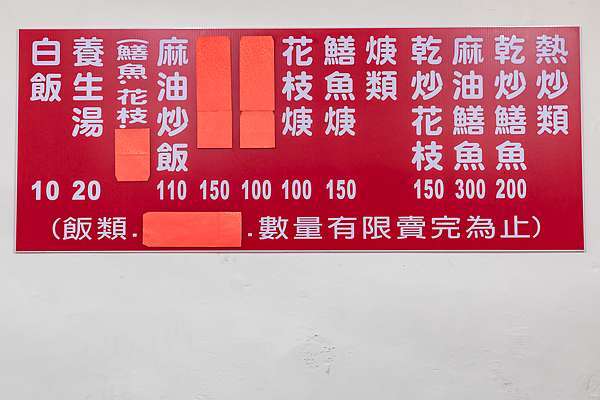 熱炒類
乾炒鱔魚 200
麻油鱔魚 300
乾炒花枝 150
焿類
鱔魚焿 150
花枝焿 100
100
150
麻油炒飯 110
(鱔魚.花枝.
養生湯 20
白飯 10
(飯類. .數量有限賣完為止)